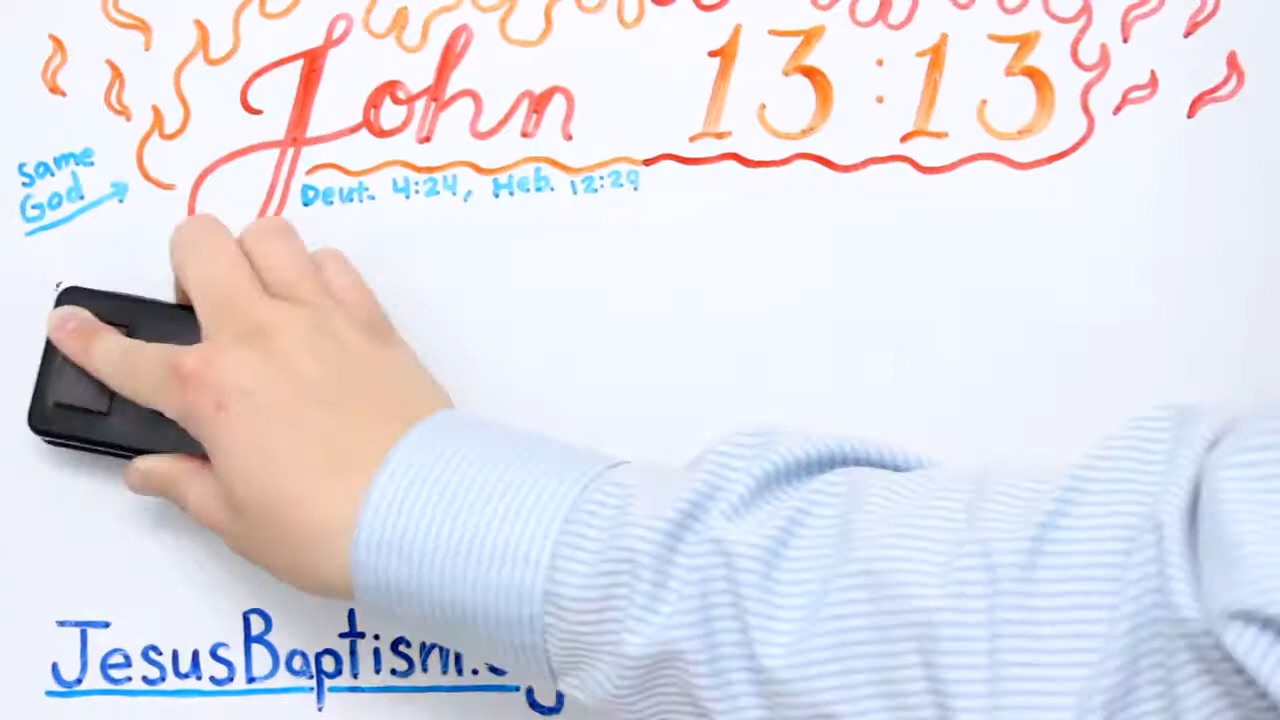 John 13:13
same
God
Deut. 4:24, Heb. 12:29
JesusBaptism.